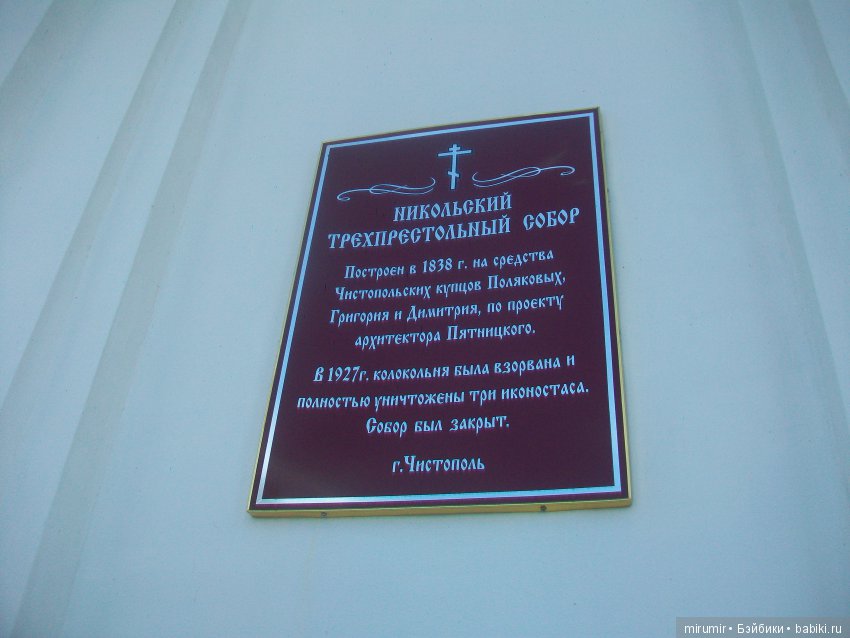 НИКОЛЬСКИЙ
ТРЕХПРЕСТОЛЬНЫЙ СОБОР
Построен в 1838 г. на средства
Чистопольских купцов Поляковых,
Григория и Димитрия, по проекту
архитектора Пятницкого.
В 1927г. колокольня была взорвана и
полностью уничтожены три иконостаса.
Собор был закрыт.
г.Чистополь
mirumir • Бэйбики • babiki.ru